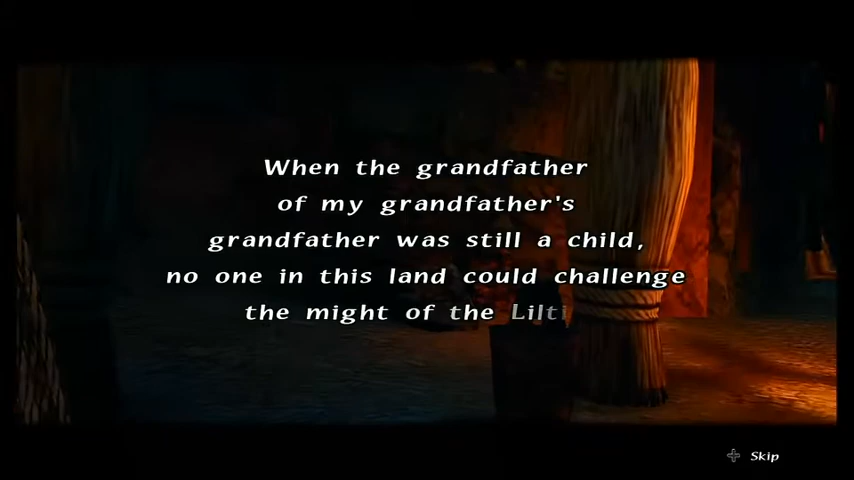 When the grandfather
of my grandfather's
grandfather was still a child,
no one in this land could challenge
the might of the Lilti
Skip